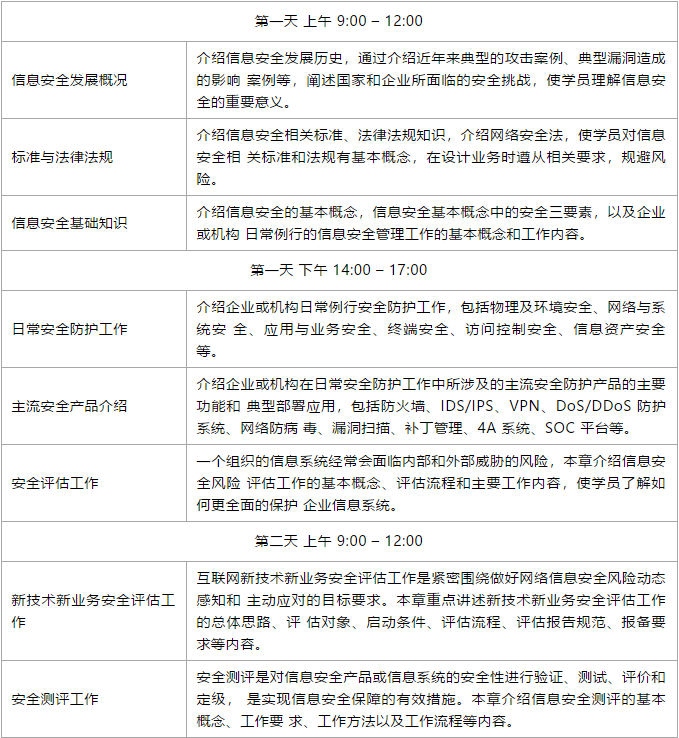 第一天 上午 9:00 – 12:00
信息安全发展概况
介绍信息安全发展历史，通过介绍近年来典型的攻击案例、典型漏洞造成
的影响 案例等，阐述国家和企业所面临的安全挑战，使学员理解信息安
全的重要意义。
标准与法律法规
介绍信息安全相关标准、法律法规知识，介绍网络安全法，使学员对信息
安全相 关标准和法规有基本概念，在设计业务时遵从相关要求，规避风
险。
信息安全基础知识
介绍信息安全的基本概念，信息安全基本概念中的安全三要素，以及企业
或机构 日常例行的信息安全管理工作的基本概念和工作内容。
第一天 下午 14:00 – 17:00
日常安全防护工作
介绍企业或机构日常例行安全防护工作，包括物理及环境安全、网络与系
统安 全、应用与业务安全、终端安全、访问控制安全、信息资产安全
等。
主流安全产品介绍
介绍企业或机构在日常安全防护工作中所涉及的主流安全防护产品的主要
功能和 典型部署应用，包括防火墙、IDS/IPS、VPN、DoS/DDoS 防护
系统、网络防病 毒、漏洞扫描、补丁管理、4A 系统、SOC 平台等。
安全评估工作
一个组织的信息系统经常会面临内部和外部威胁的风险，本章介绍信息安
全风险 评估工作的基本概念、评估流程和主要工作内容，使学员了解如
何更全面的保护 企业信息系统。
第二天 上午 9:00 – 12:00
新技术新业务安全评估工
作
互联网新技术新业务安全评估工作是紧密围绕做好网络信息安全风险动态
感知和 主动应对的目标要求。本章重点讲述新技术新业务安全评估工作
的总体思路、评 估对象、启动条件、评估流程、评估报告规范、报备要
求等内容。
安全测评工作
安全测评是对信息安全产品或信息系统的安全性进行验证、测试、评价和
定级， 是实现信息安全保障的有效措施。本章介绍信息安全测评的基本
概念、工作要 求、工作方法以及工作流程等内容。